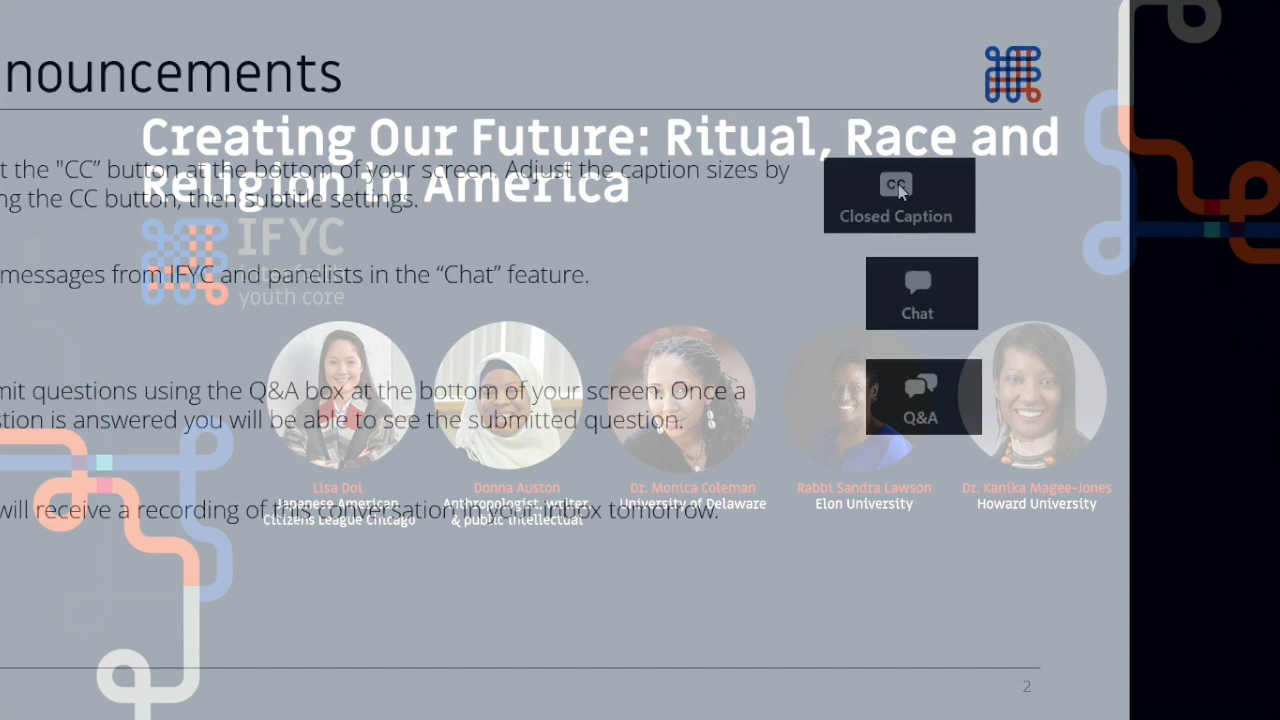 nouncements
Creating Our Future: Ritual, Race and
Religion in America
t the "CC” button at the bottom of your screen. Adjust the caption sizes by
ng the CC button, then subtitle settings.
CC
Closed Caption
IFYC
interfaith
youth core
messages from IFYC and panelists in the “Chat” feature.
Chat
mit questions using the Q&A box at the bottom of your screen. Once a
stion is answered you will be able to see the submitted question.
Q&A
Lisa Doi
Japanese American
Citizens League Chicago
Donna Auston
Anthropologist, writer
& public intellectual
Dr. Monica Coleman
University of Delaware
Rabbi Sandra Lawson
Elon University
Dr. Kanika Magee-Jones
Howard University
will receive a recording of this conversation in your inbox tomorrow.
2